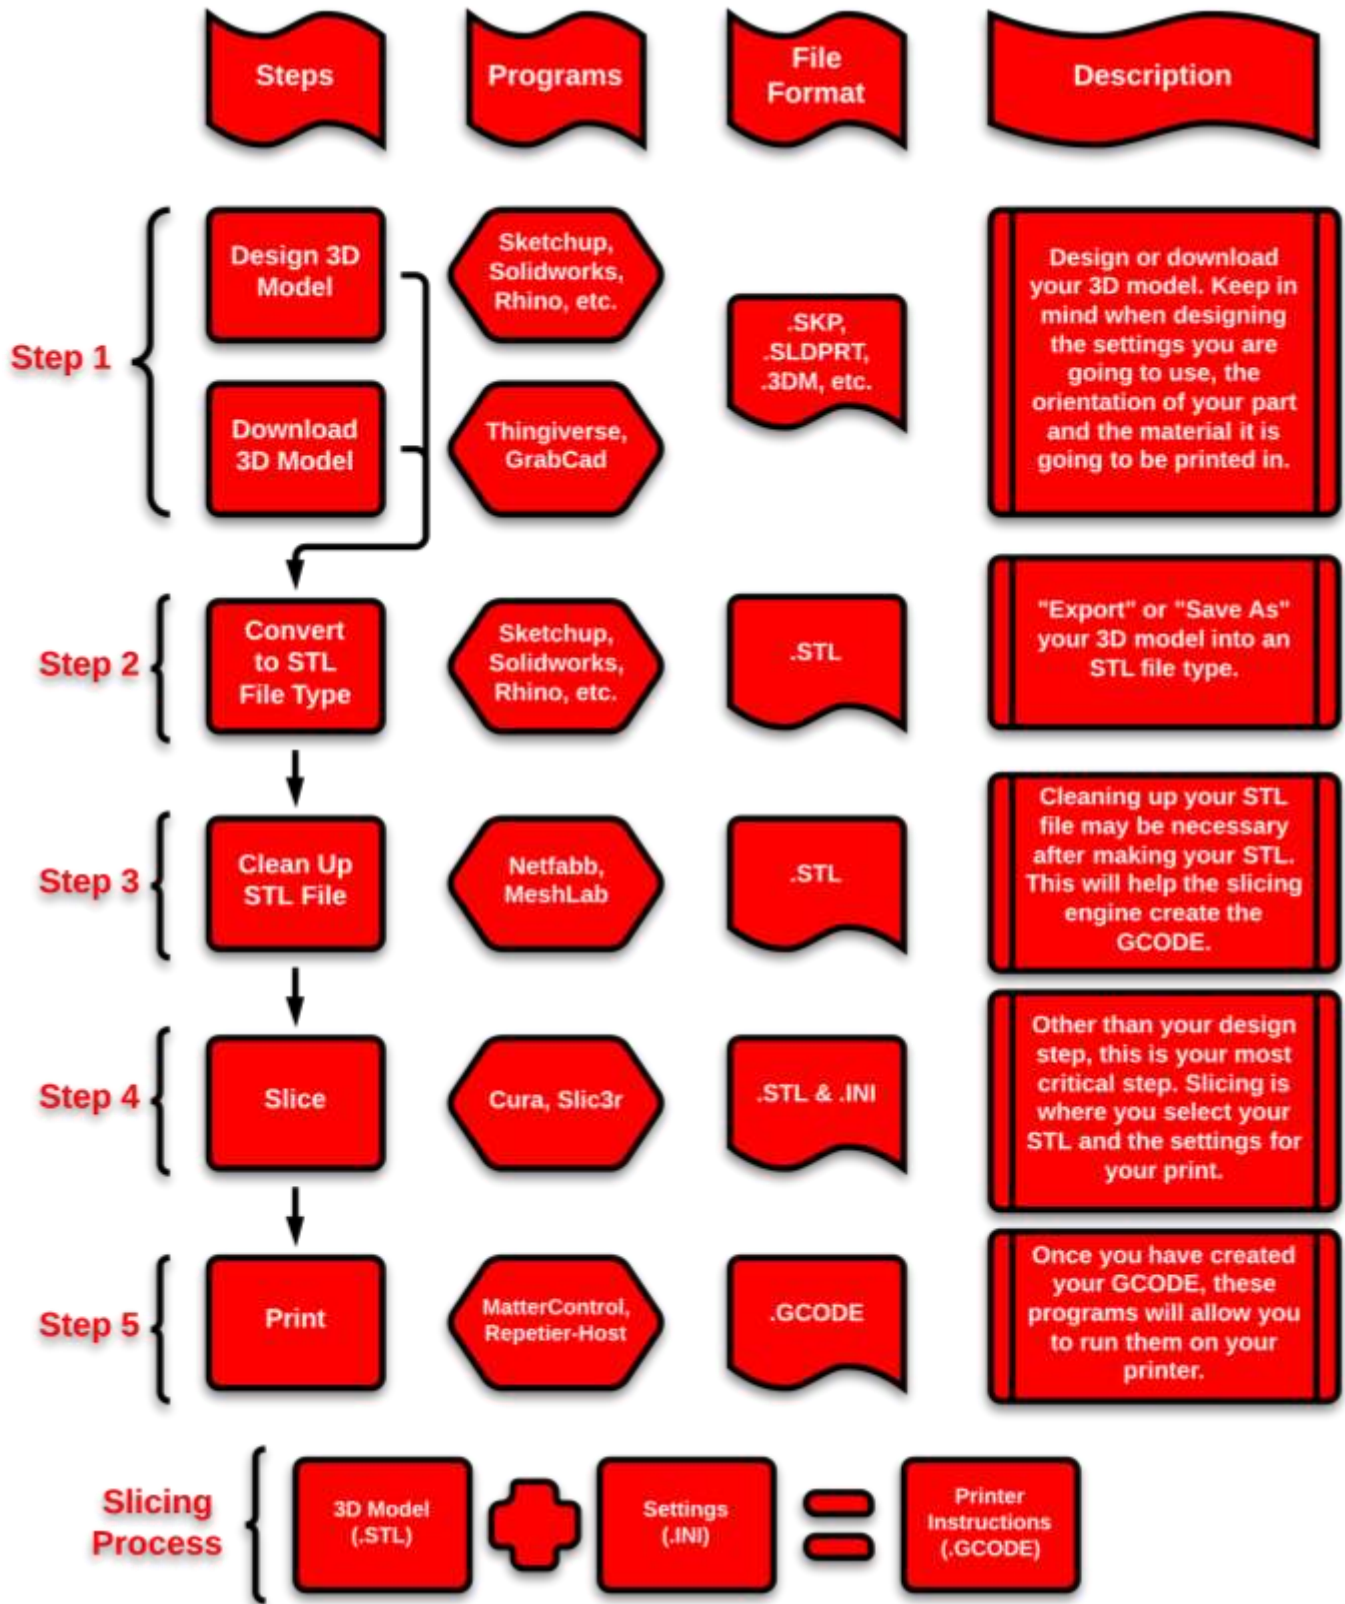 Steps
Programs
File
Format
Description
Step 1
Design 3D
Model
Sketchup,
Solidworks,
Rhino, etc.
Download
3D Model
Thingiverse,
GrabCad
.SKP,
.SLDPRT,
.3DM, etc.
Design or download
your 3D model. Keep in
mind when designing
the settings you are
going to use, the
orientation of your part
and the material it is
going to be printed in.
Step 2
Convert
to STL
File Type
Sketchup,
Solidworks,
Rhino, etc.
.STL
"Export" or "Save As"
your 3D model into an
STL file type.
Step 3
Clean Up
STL File
Netfabb,
MeshLab
.STL
Cleaning up your STL
file may be necessary
after making your STL.
This will help the slicing
engine create the
GCODE.
Step 4
Slice
Cura, Slic3r
.STL & .INI
Other than your design
step, this is your most
critical step. Slicing is
where you select your
STL and the settings for
your print.
Step 5
Print
MatterControl,
Repetier-Host
.GCODE
Once you have created
your GCODE, these
programs will allow you
to run them on your
printer.
Slicing
Process
3D Model
(.STL)
Settings
(.INI)
Printer
Instructions
(.GCODE)